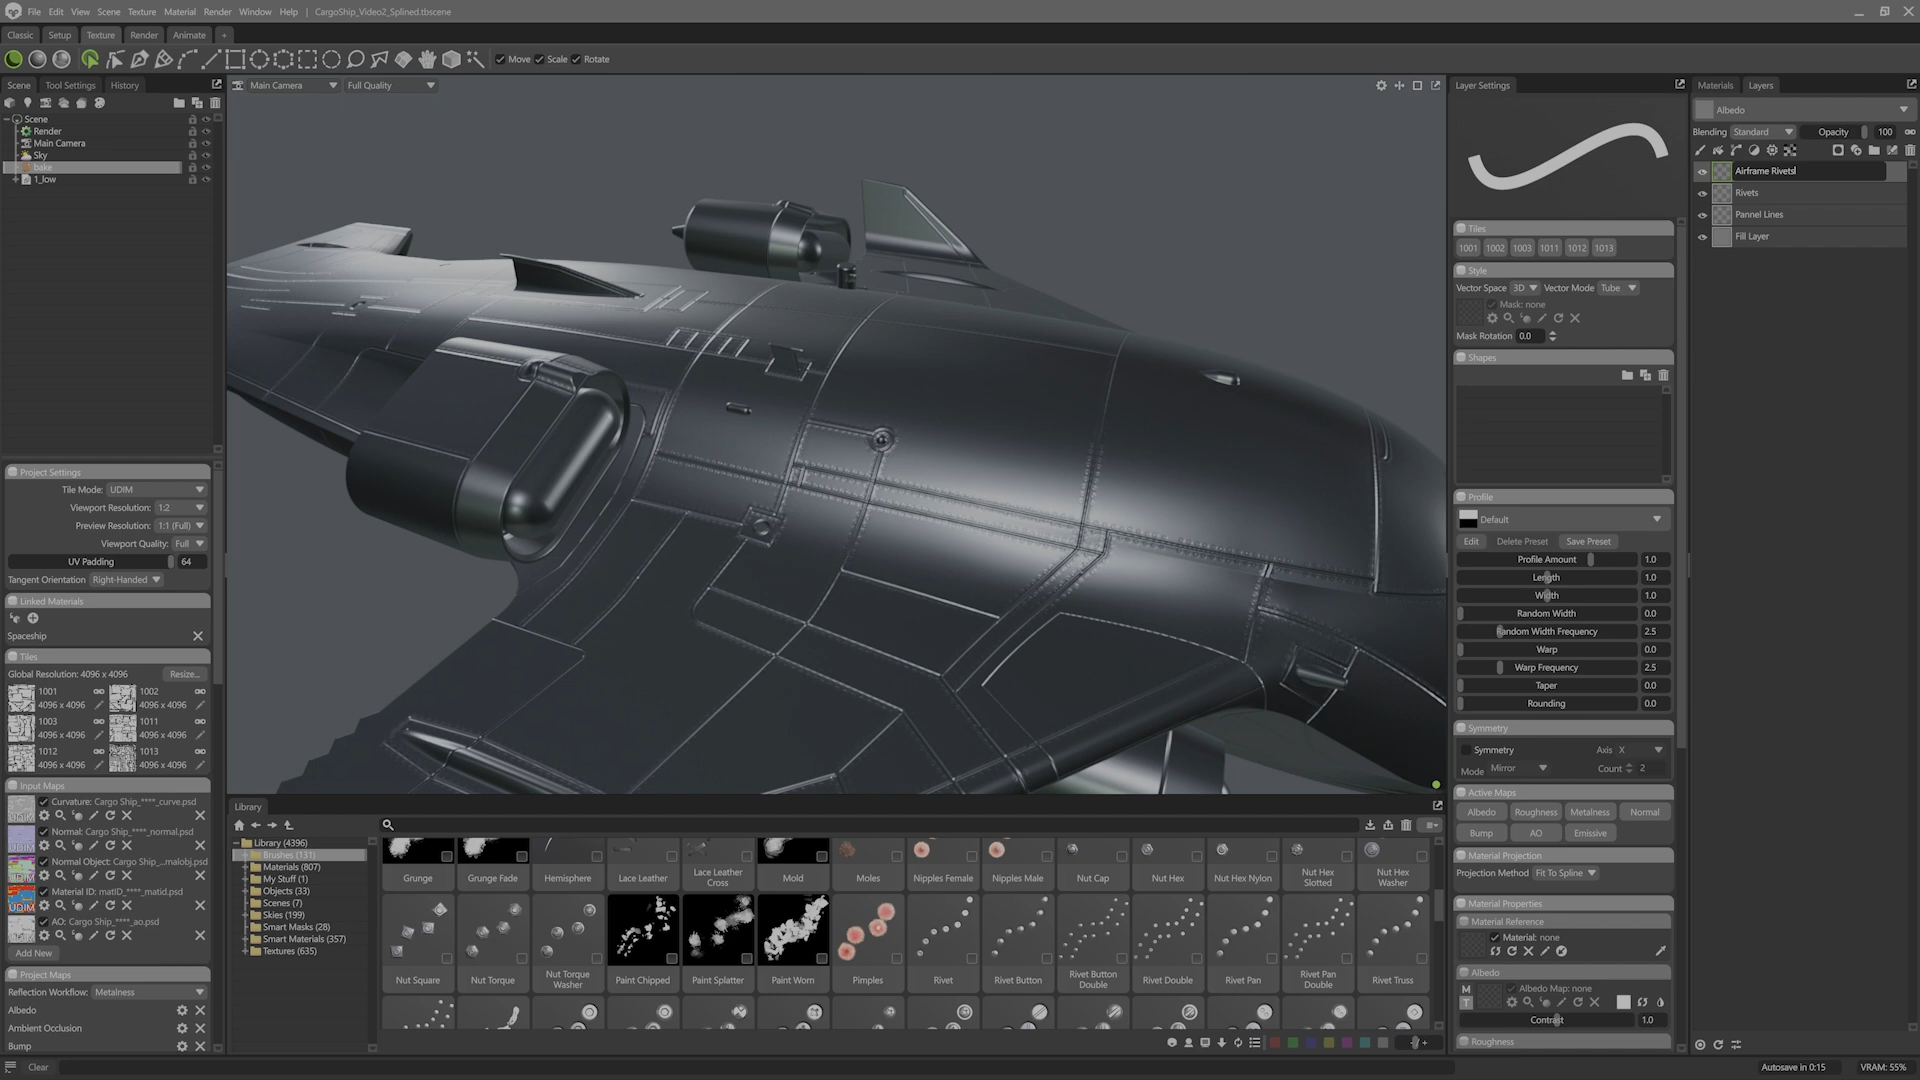 File Edit View Scene Texture Material Render Window Help | CargoShip_Video2_Splined.tbscene
Classic Setup Texture Render Animate +
Move Scale Rotate
Scene Tool Settings History
Scene
Render
Main Camera
Sky
bake
1_low
Project Settings
Tile Mode: UDIM
Viewport Resolution: 1:2
Preview Resolution: 1:1 (Full)
Viewport Quality: Full
UV Padding 64
Tangent Orientation Right-Handed
Linked Materials
Spaceship
Tiles
Global Resolution: 4096 x 4096 Resize...
1001 1002
4096 x 4096 4096 x 4096
1003 1011
4096 x 4096 4096 x 4096
1012 1013
4096 x 4096 4096 x 4096
Input Maps
Curvature: Cargo Ship_****_curve.psd
Normal: Cargo Ship_****_normal.psd
Normal Object: Cargo Ship_...malobj.psd
Material ID: matID_****_matid.psd
AO: Cargo Ship_****_ao.psd
Add New
Project Maps
Reflection Workflow: Metalness
Albedo
Ambient Occlusion
Bump
Clear
Main Camera Full Quality
Library
Library (4396)
Brushes (131)
Materials (807)
My Stuff (1)
Objects (33)
Scenes (7)
Skies (199)
Smart Masks (28)
Smart Materials (357)
Textures (635)
Grunge Grunge Fade Hemisphere Lace Leather Lace Leather Cross Mold Moles Nipples Female Nipples Male Nut Cap Nut Hex Nut Hex Nylon Nut Hex Slotted Nut Hex Washer
Nut Square Nut Torque Nut Torque Washer Paint Chipped Paint Splatter Paint Worn Pimples Rivet Rivet Button Rivet Button Double Rivet Double Rivet Pan Rivet Pan Double Rivet Truss
Layer Settings
Tiles
1001 1002 1003 1011 1012 1013
Style
Vector Space 3D Vector Mode Tube
Mask: none
Mask Rotation 0.0
Shapes
Profile
Default
Edit Delete Preset Save Preset
Profile Amount 1.0
Length 1.0
Width 1.0
Random Width 0.0
Random Width Frequency 2.5
Warp 0.0
Warp Frequency 2.5
Taper 0.0
Rounding 0.0
Symmetry
Symmetry Axis X
Mode Mirror Count 2
Active Maps
Albedo Roughness Metalness Normal
Bump AO Emissive
Material Projection
Projection Method Fit To Spline
Material Properties
Material Reference
Material: none
Albedo
M
T
Albedo Map: none
Contrast 1.0
Roughness
Materials Layers
Albedo
Blending Standard Opacity 100
Airframe Rivets
Rivets
Pannel Lines
Fill Layer
Autosave in 0:15 VRAM: 55%